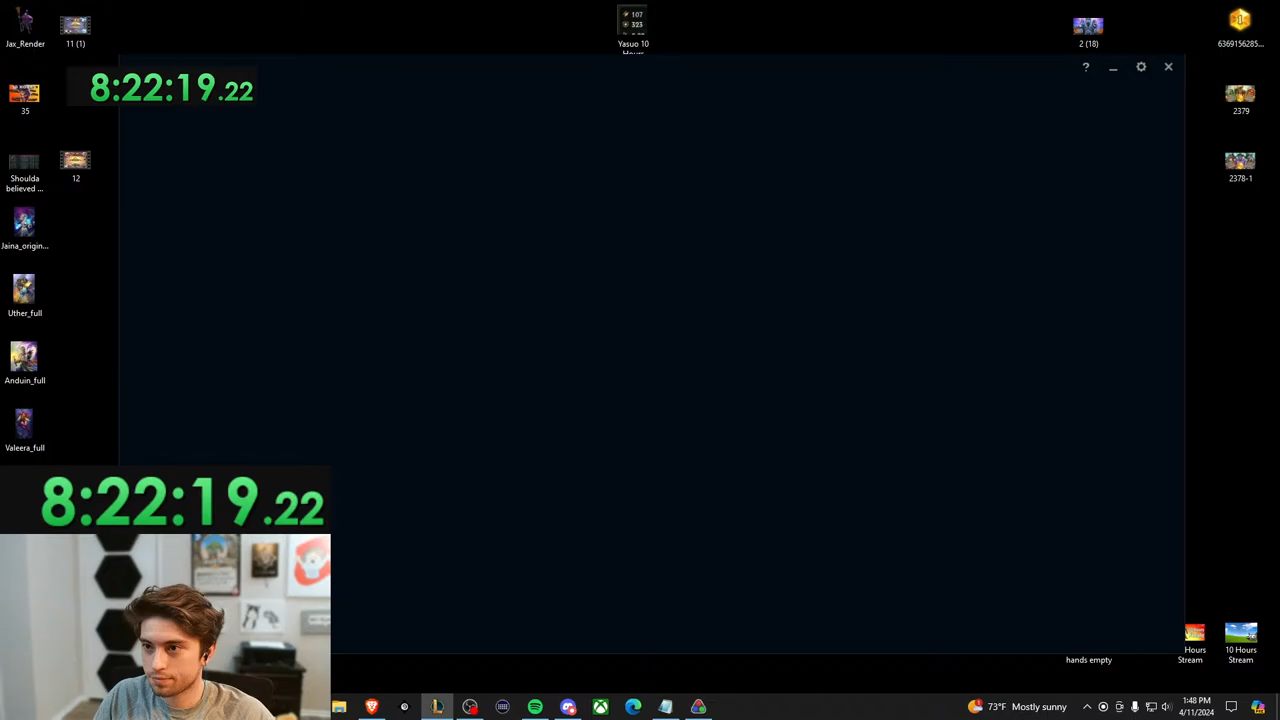 Jax_Render
11 (1)
107
323
Yasuo 10
Hours
2 (18)
6369156285...
8:22:19.22
35
2379
Shoulda
believed ...
12
2378-1
Jaina_origin...
Uther_full
Anduin_full
Valeera_full
8:22:19.22
hands empty
Hours
Stream
10 Hours
Stream
73°F Mostly sunny
1:48 PM
4/11/2024